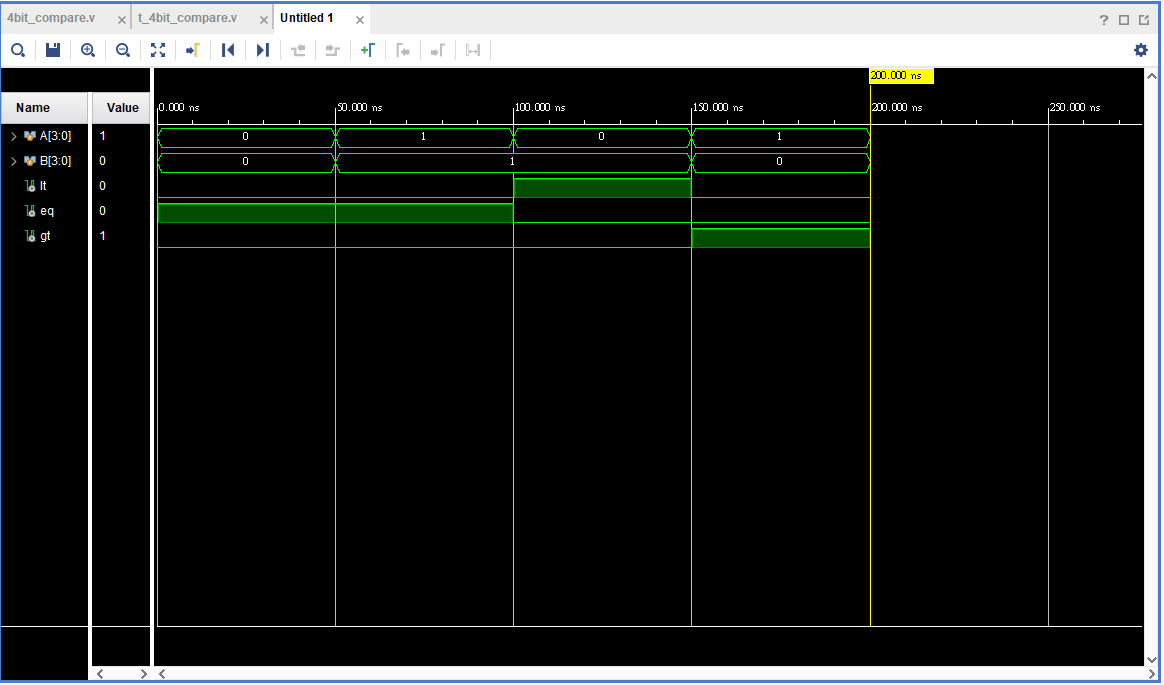 4bit_compare.v t_4bit_compare.v Untitled 1
200.000 ns
Name Value
0.000 ns 50.000 ns 100.000 ns 150.000 ns 200.000 ns 250.000 ns
A[3:0] 1 0 1 0 1
B[3:0] 0 0 1 0
lt 0
eq 0
gt 1